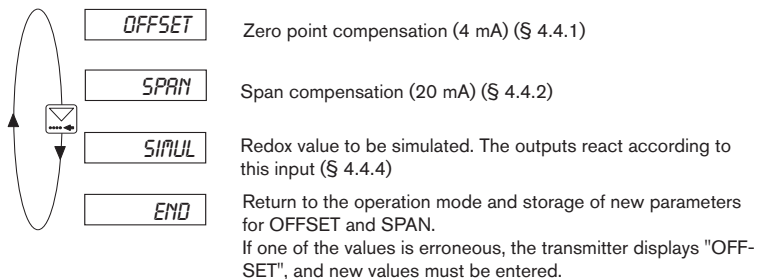 OFFSET
Zero point compensation (4 mA) (§ 4.4.1)
SPAN
Span compensation (20 mA) (§ 4.4.2)
SIMUL
Redox value to be simulated. The outputs react according to
this input (§ 4.4.4)
END
Return to the operation mode and storage of new parameters
for OFFSET and SPAN.
If one of the values is erroneous, the transmitter displays "OFF-
SET", and new values must be entered.